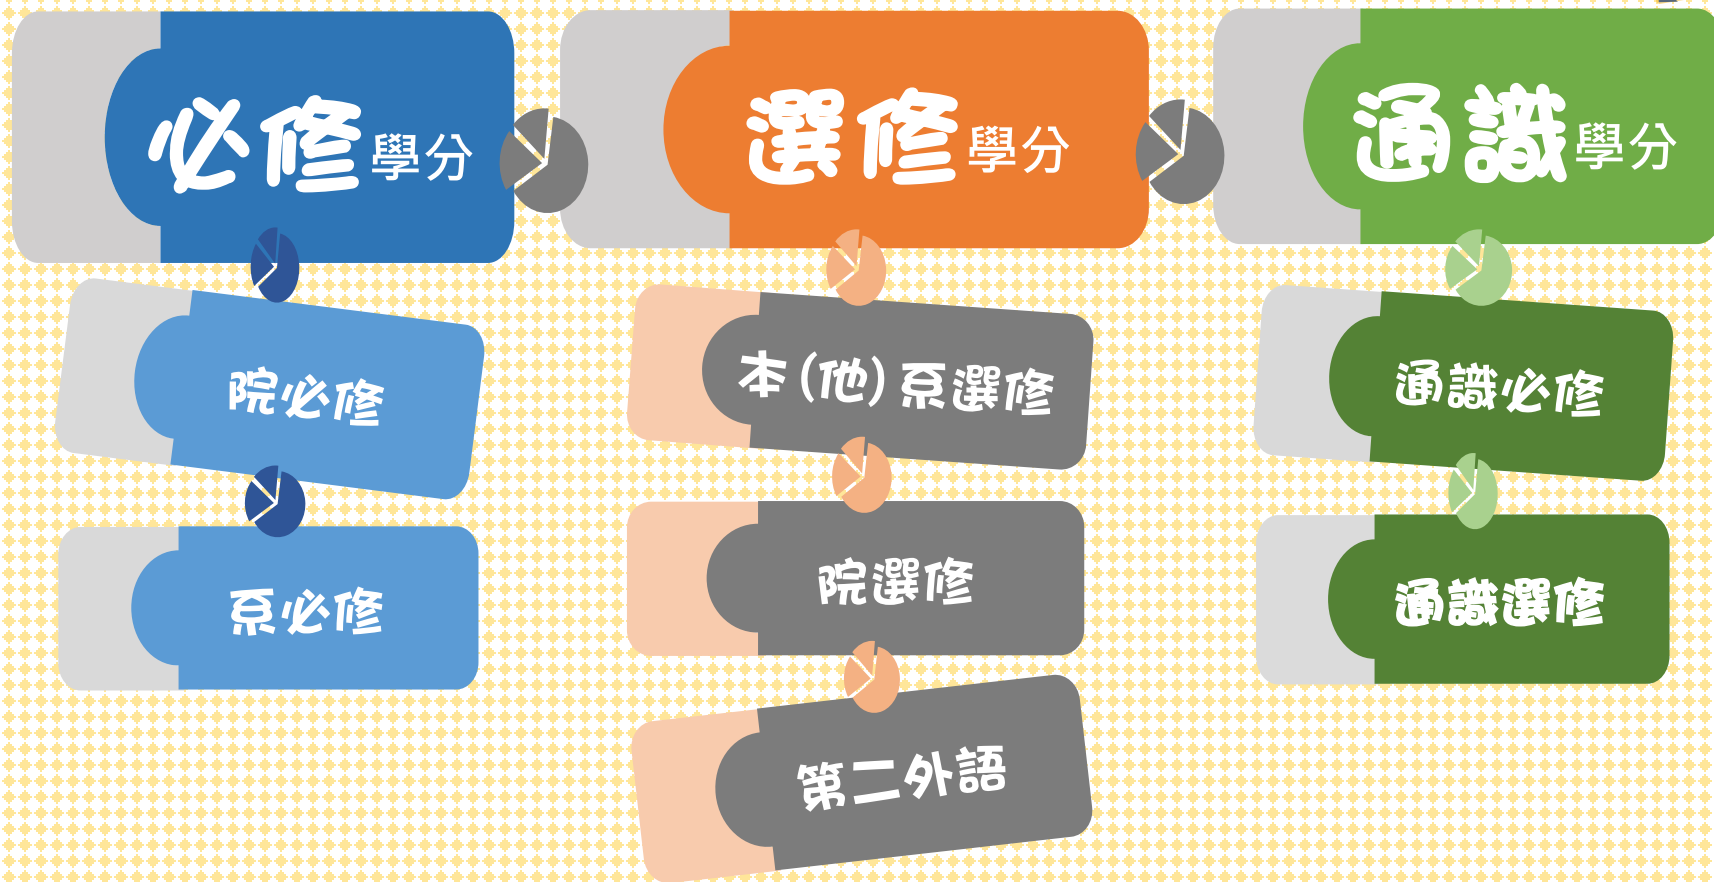 必修學分
院必修
系必修
選修學分
本(他)系選修
院選修
第二外語
通識學分
通識必修
通識選修